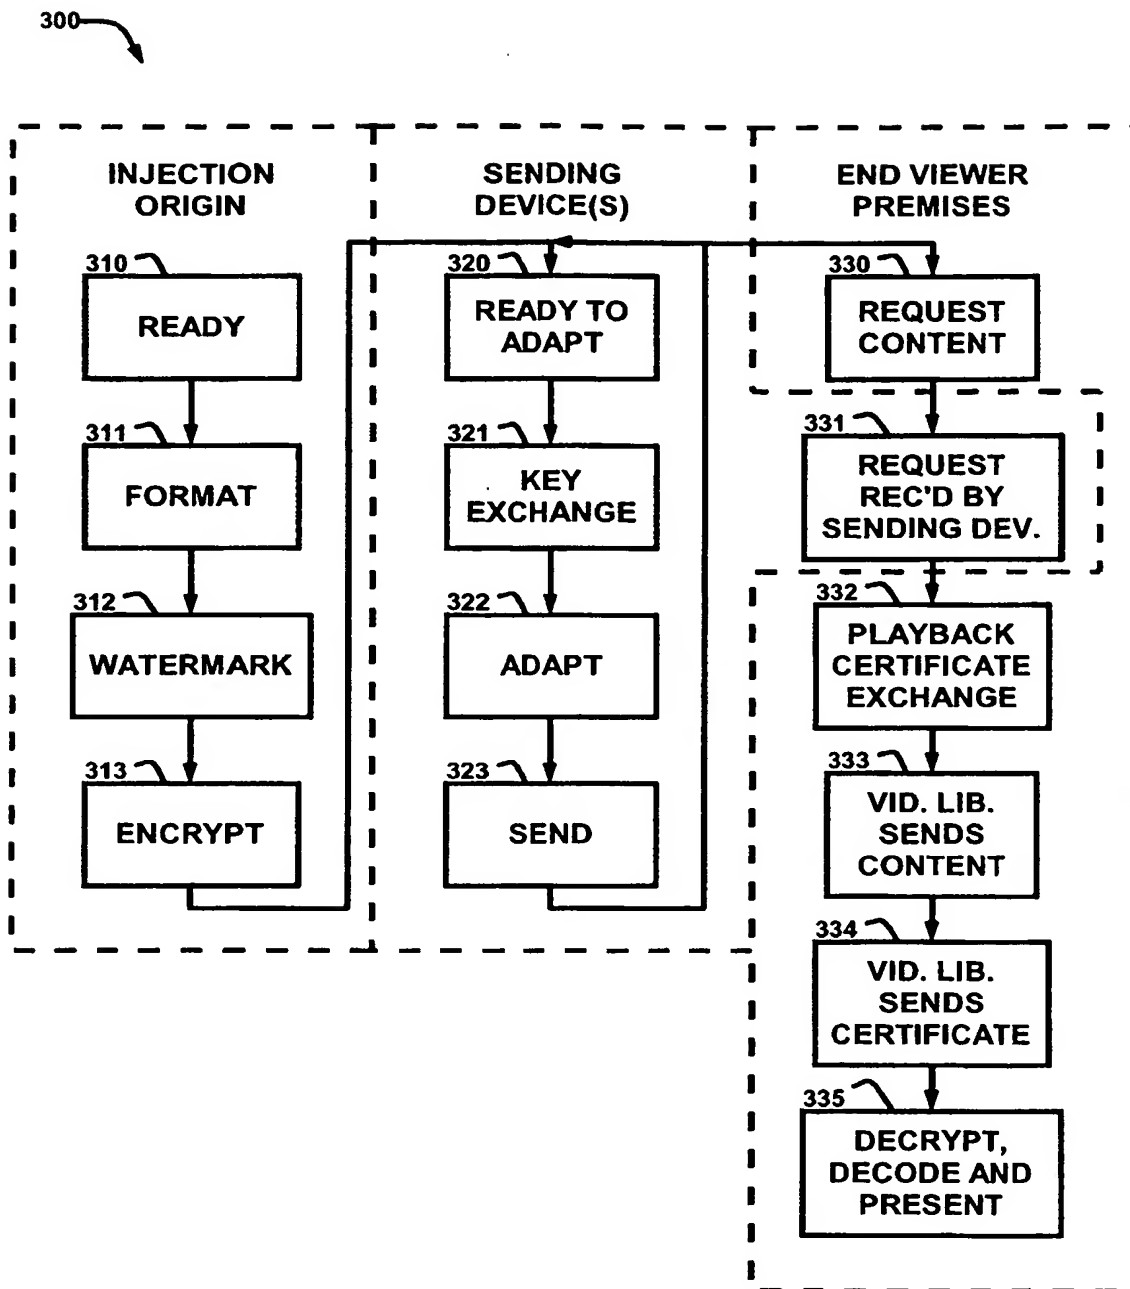 300
INJECTION
ORIGIN
310
READY
311
FORMAT
312
WATERMARK
313
ENCRYPT
SENDING
DEVICE(S)
320
READY TO
ADAPT
321
KEY
EXCHANGE
322
ADAPT
323
SEND
END VIEWER
PREMISES
330
REQUEST
CONTENT
331
REQUEST
REC'D BY
SENDING DEV.
332
PLAYBACK
CERTIFICATE
EXCHANGE
333
VID. LIB.
SENDS
CONTENT
334
VID. LIB.
SENDS
CERTIFICATE
335
DECRYPT,
DECODE AND
PRESENT